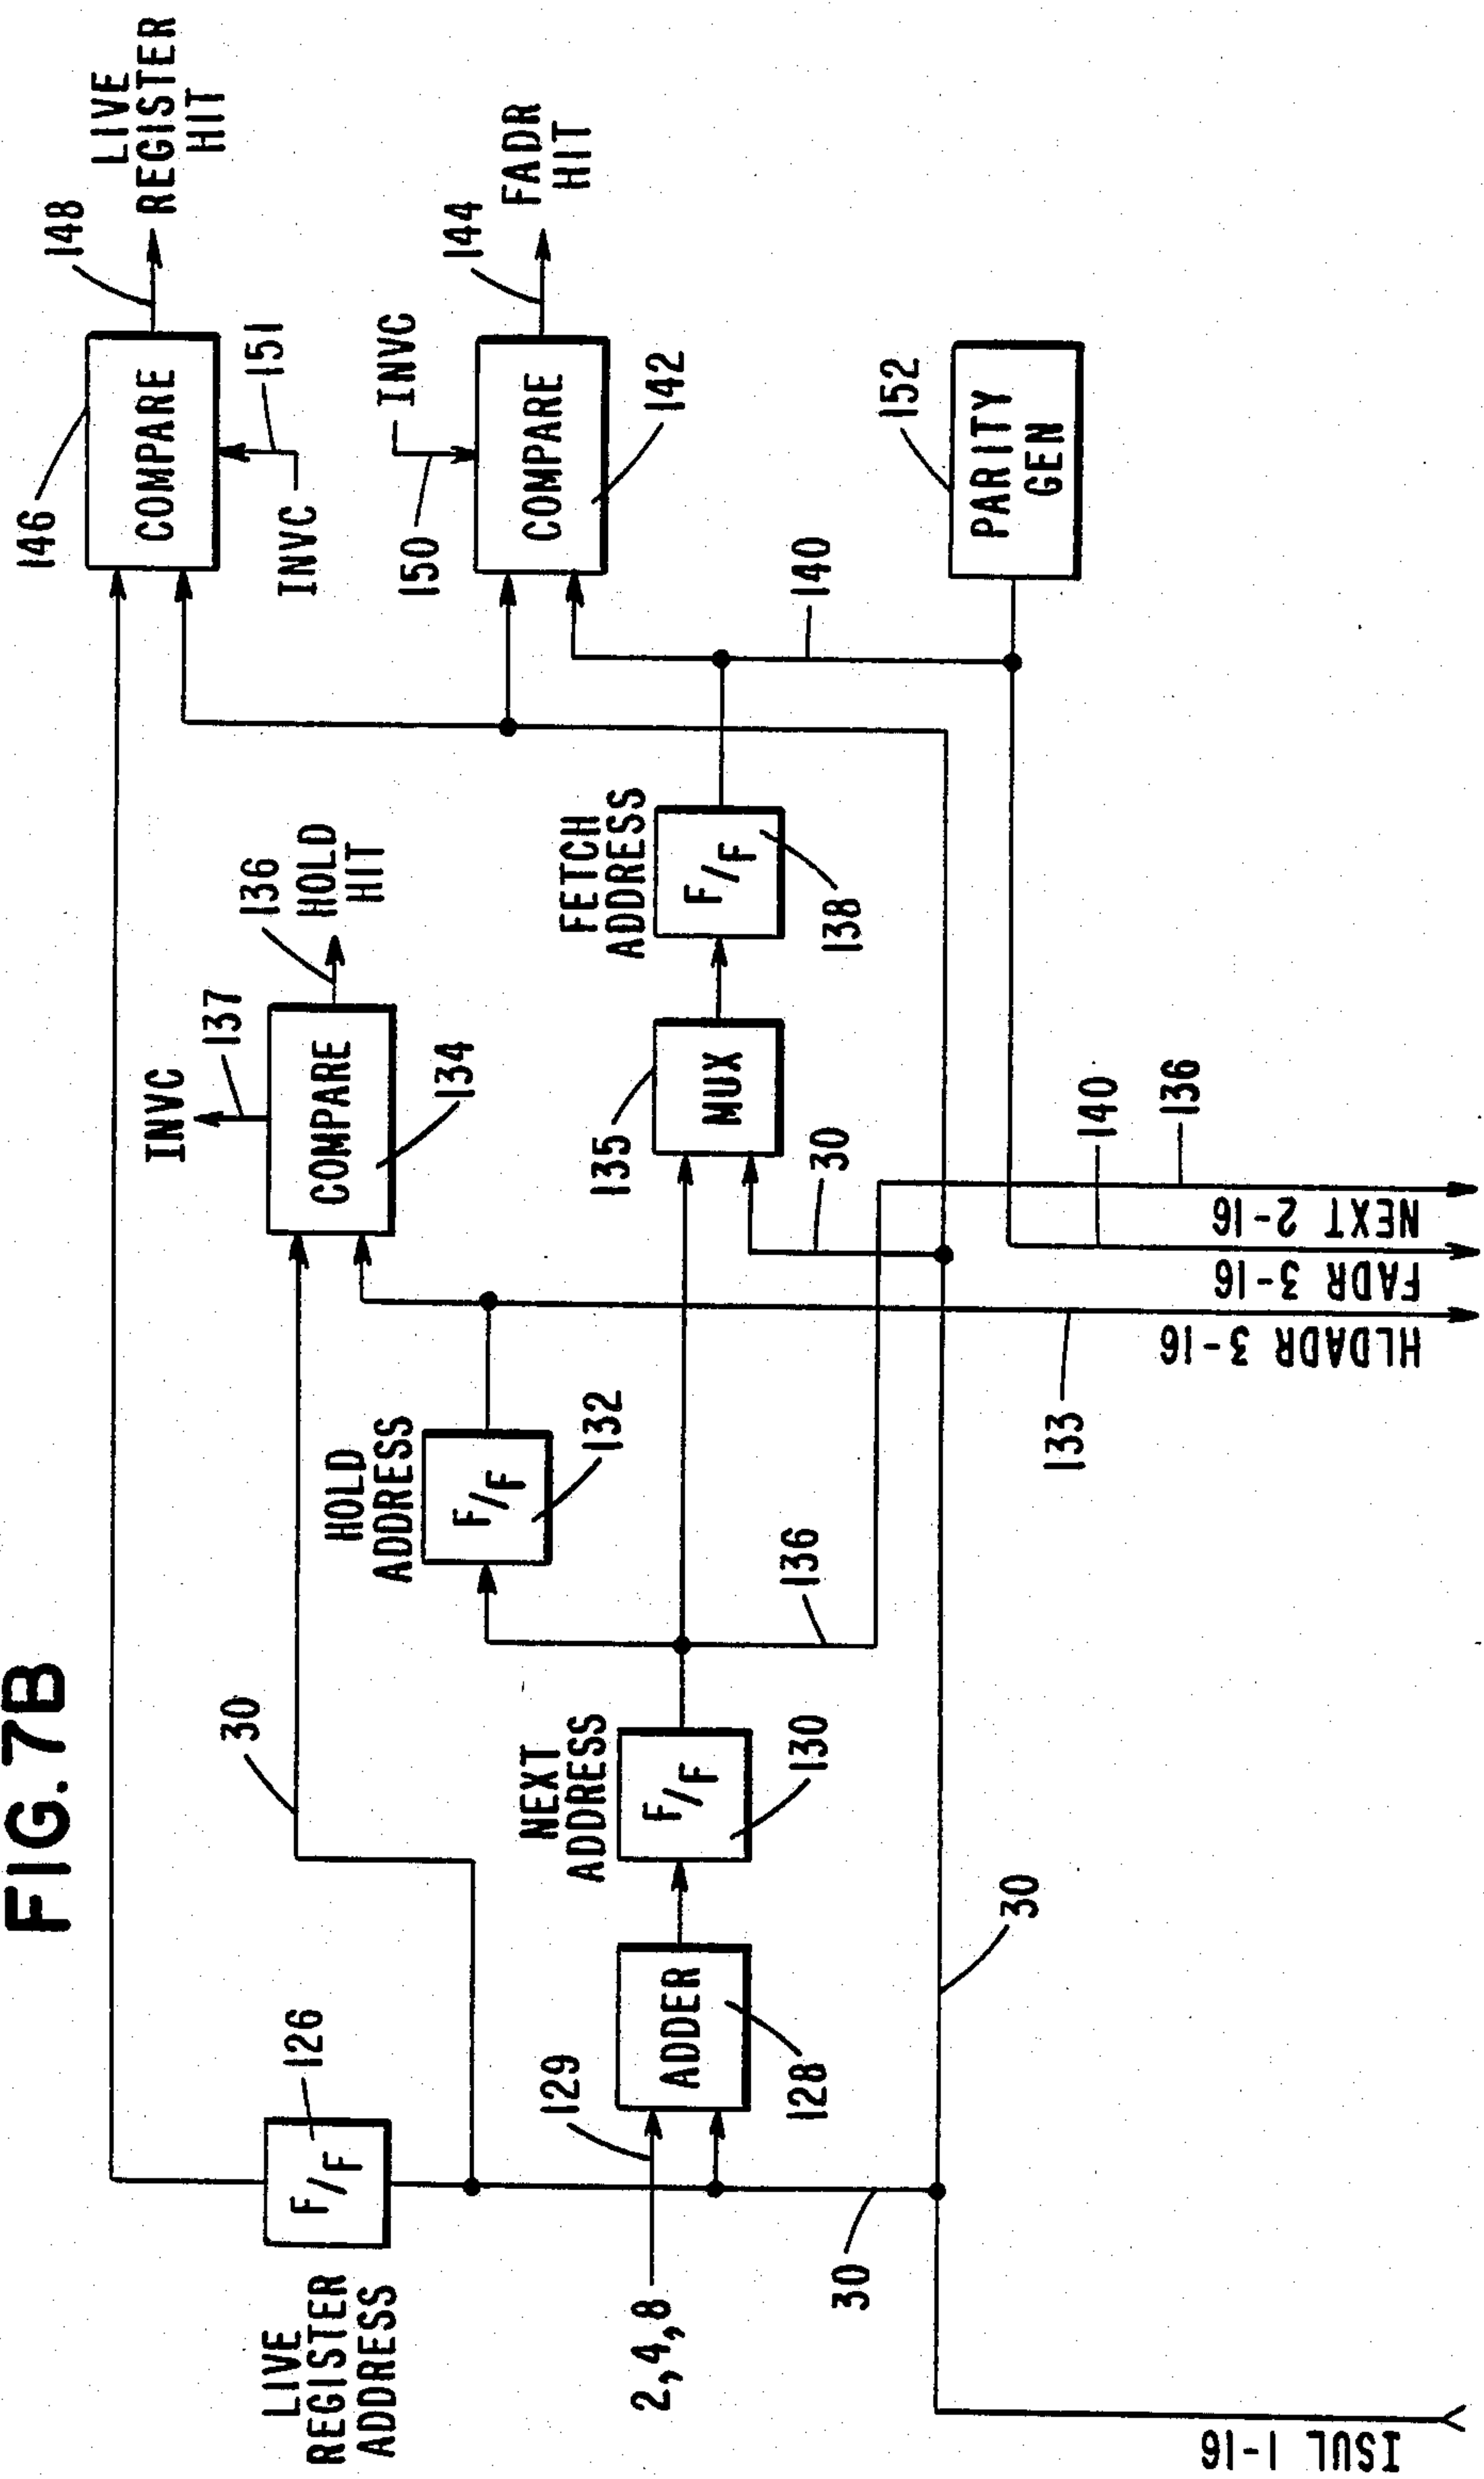 FIG. 7B
LIVE
REGISTER
ADDRESS
F/F
126
30
2,4,8
129
ADDER
128
30
ISUL 1-16
30
NEXT
ADDRESS
F/F
130
136
HOLD
ADDRESS
F/F
132
133
HLDADR 3-16
FADR 3-16
NEXT 2-16
140
136
INVC
137
COMPARE
134
136
HOLD
HIT
135
MUX
30
FETCH
ADDRESS
F/F
138
146
COMPARE
148
LIVE
REGISTER
HIT
151
INVC
INVC
150
COMPARE
142
144
FADR
HIT
140
152
PARITY
GEN